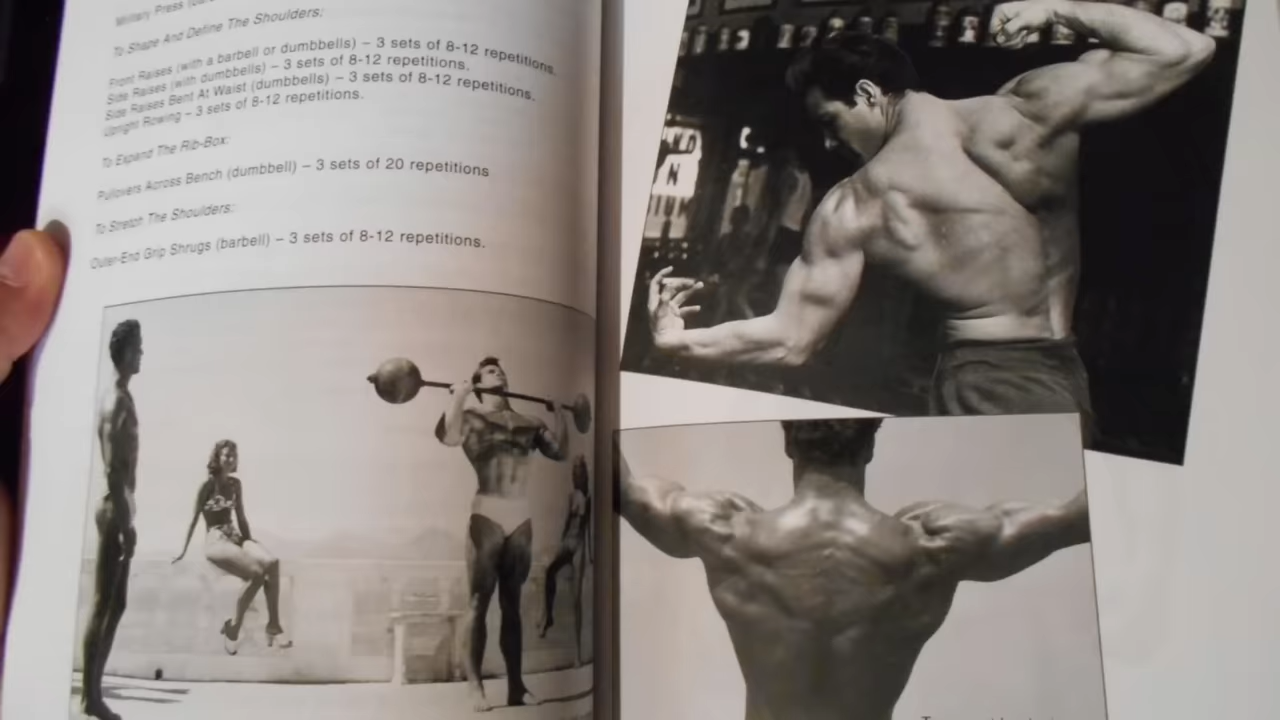 Military Press
To Shape And Define The Shoulders:
Front Raises (with a barbell or dumbbells) – 3 sets of 8-12 repetitions.
Side Raises (with dumbbells) – 3 sets of 8-12 repetitions.
Side Raises Bent At Waist (dumbbells) – 3 sets of 8-12 repetitions.
Upright Rowing – 3 sets of 8-12 repetitions.
To Expand The Rib-Box:
Pullovers Across Bench (dumbbell) – 3 sets of 20 repetitions
To Stretch The Shoulders:
Outer-End Grip Shrugs (barbell) – 3 sets of 8-12 repetitions.